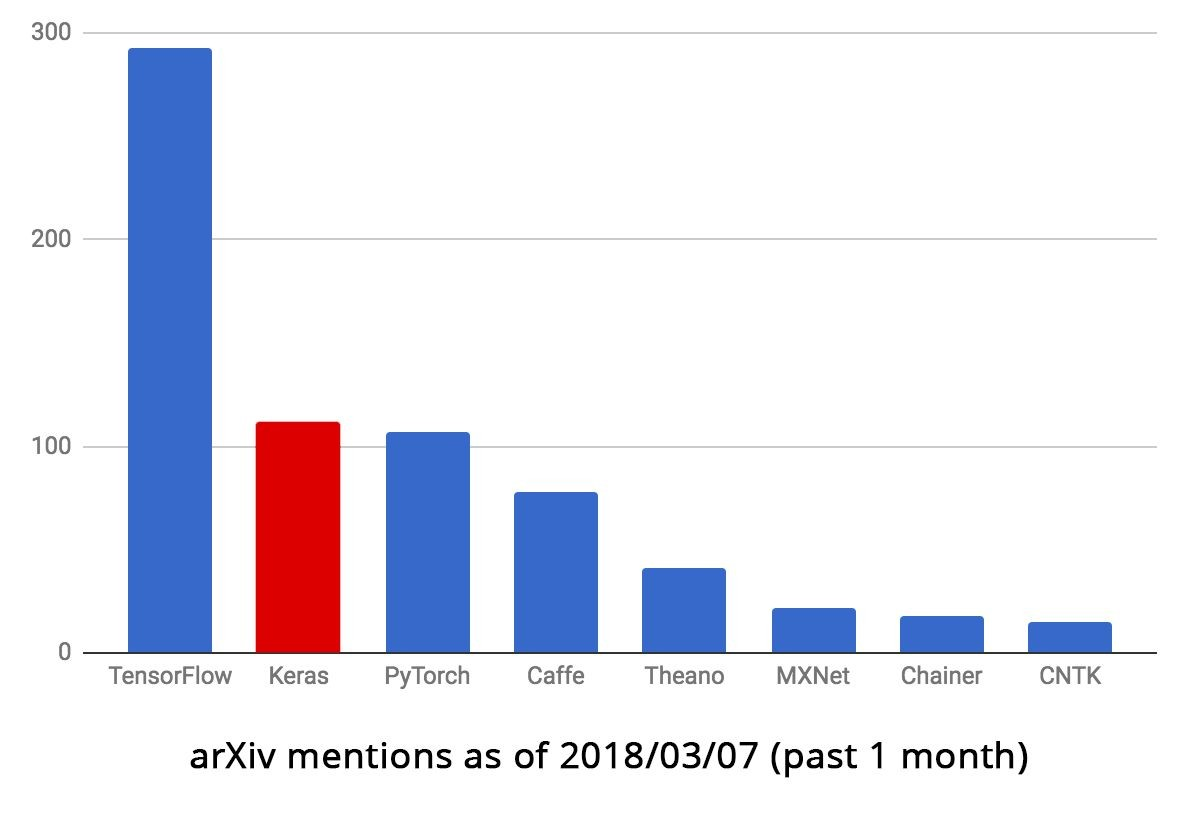 300
200
100
0
TensorFlow Keras PyTorch Caffe Theano MXNet Chainer CNTK
arXiv mentions as of 2018/03/07 (past 1 month)